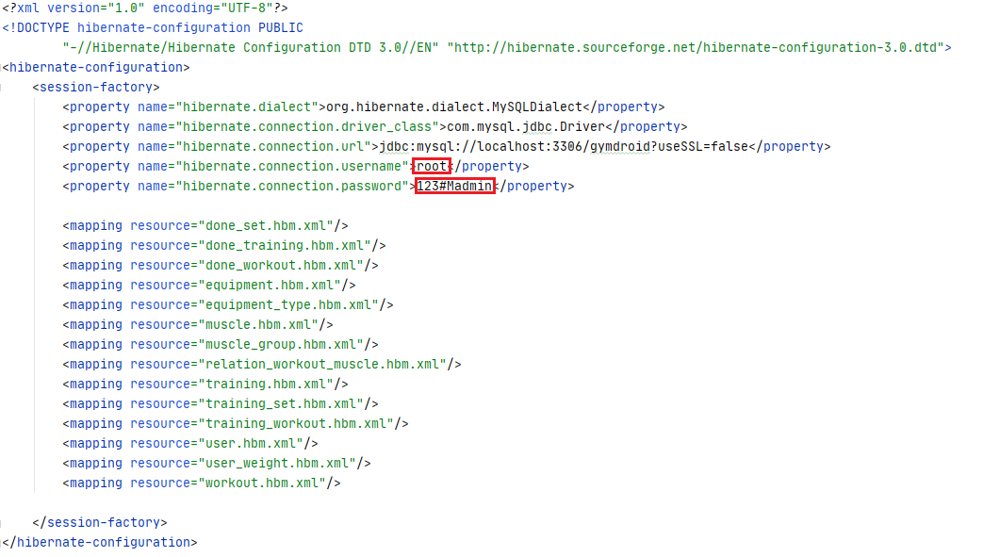 <?xml version="1.0" encoding="UTF-8"?>
<!DOCTYPE hibernate-configuration PUBLIC
        "-//Hibernate/Hibernate Configuration DTD 3.0//EN" "http://hibernate.sourceforge.net/hibernate-configuration-3.0.dtd">
<hibernate-configuration>
    <session-factory>
        <property name="hibernate.dialect">org.hibernate.dialect.MySQLDialect</property>
        <property name="hibernate.connection.driver_class">com.mysql.jdbc.Driver</property>
        <property name="hibernate.connection.url">jdbc:mysql://localhost:3306/gymdroid?useSSL=false</property>
        <property name="hibernate.connection.username">root</property>
        <property name="hibernate.connection.password">123#Madmin</property>

        <mapping resource="done_set.hbm.xml"/>
        <mapping resource="done_training.hbm.xml"/>
        <mapping resource="done_workout.hbm.xml"/>
        <mapping resource="equipment.hbm.xml"/>
        <mapping resource="equipment_type.hbm.xml"/>
        <mapping resource="muscle.hbm.xml"/>
        <mapping resource="muscle_group.hbm.xml"/>
        <mapping resource="relation_workout_muscle.hbm.xml"/>
        <mapping resource="training.hbm.xml"/>
        <mapping resource="training_set.hbm.xml"/>
        <mapping resource="training_workout.hbm.xml"/>
        <mapping resource="user.hbm.xml"/>
        <mapping resource="user_weight.hbm.xml"/>
        <mapping resource="workout.hbm.xml"/>

    </session-factory>
</hibernate-configuration>